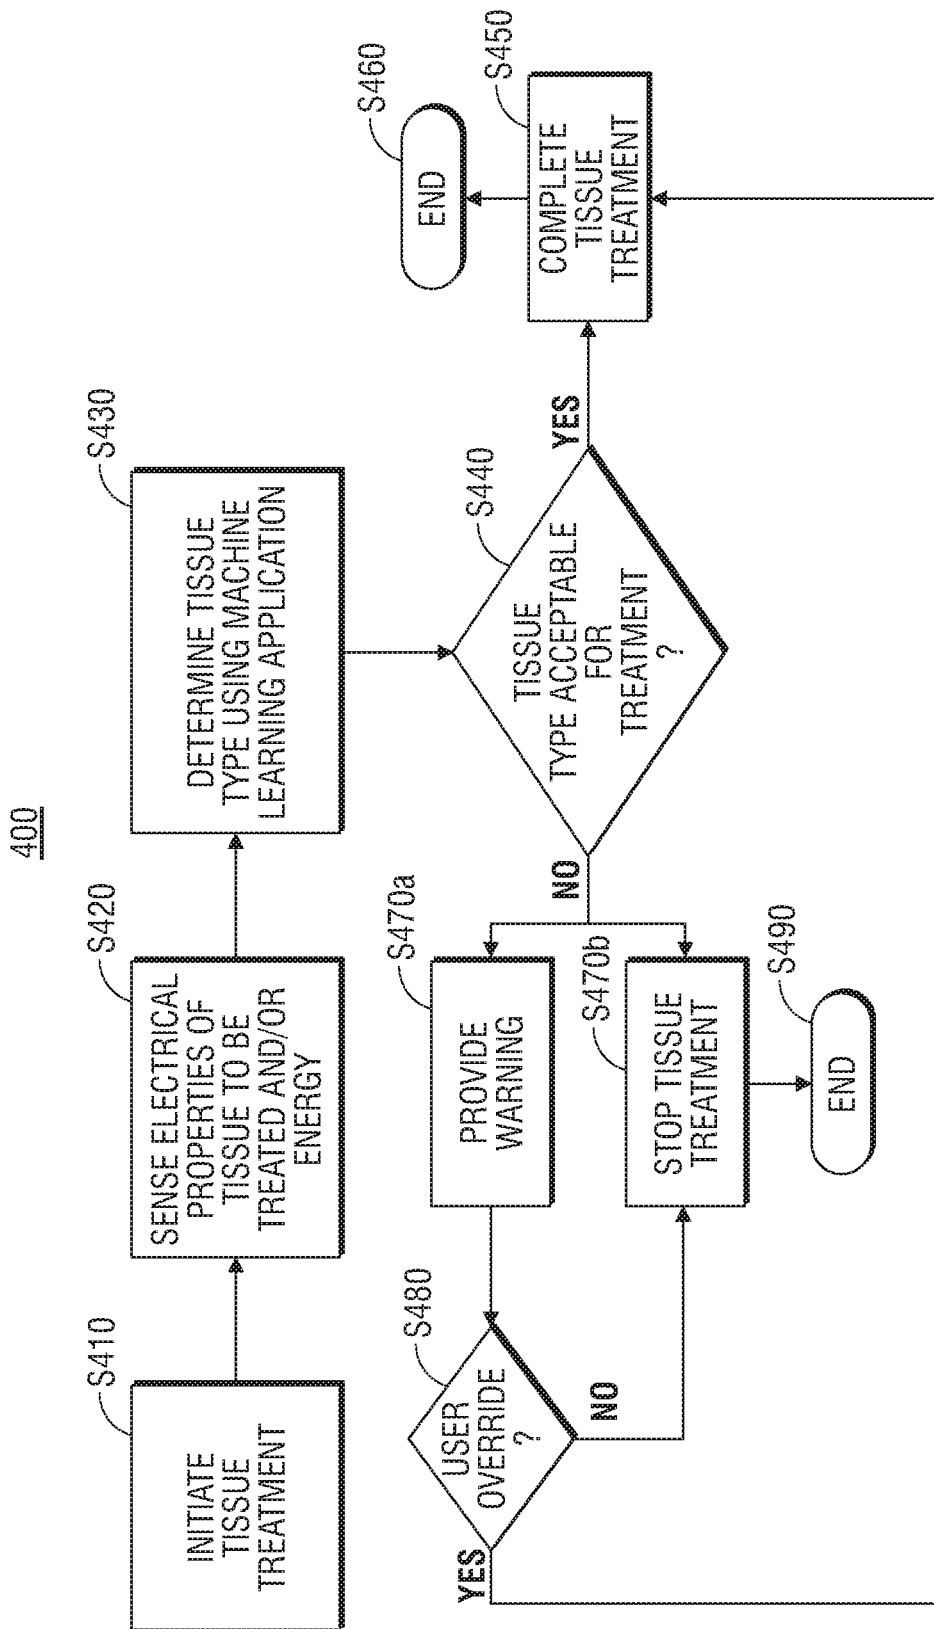 400
S410
INITIATE
TISSUE
TREATMENT
S420
SENSE ELECTRICAL
PROPERTIES OF
TISSUE TO BE
TREATED AND/OR
ENERGY
S430
DETERMINE TISSUE
TYPE USING MACHINE
LEARNING APPLICATION
S440
TISSUE
TYPE ACCEPTABLE
FOR
TREATMENT
?
YES
NO
S450
COMPLETE
TISSUE
TREATMENT
S460
END
S470a
PROVIDE
WARNING
S480
USER
OVERRIDE
?
YES
NO
S470b
STOP TISSUE
TREATMENT
S490
END